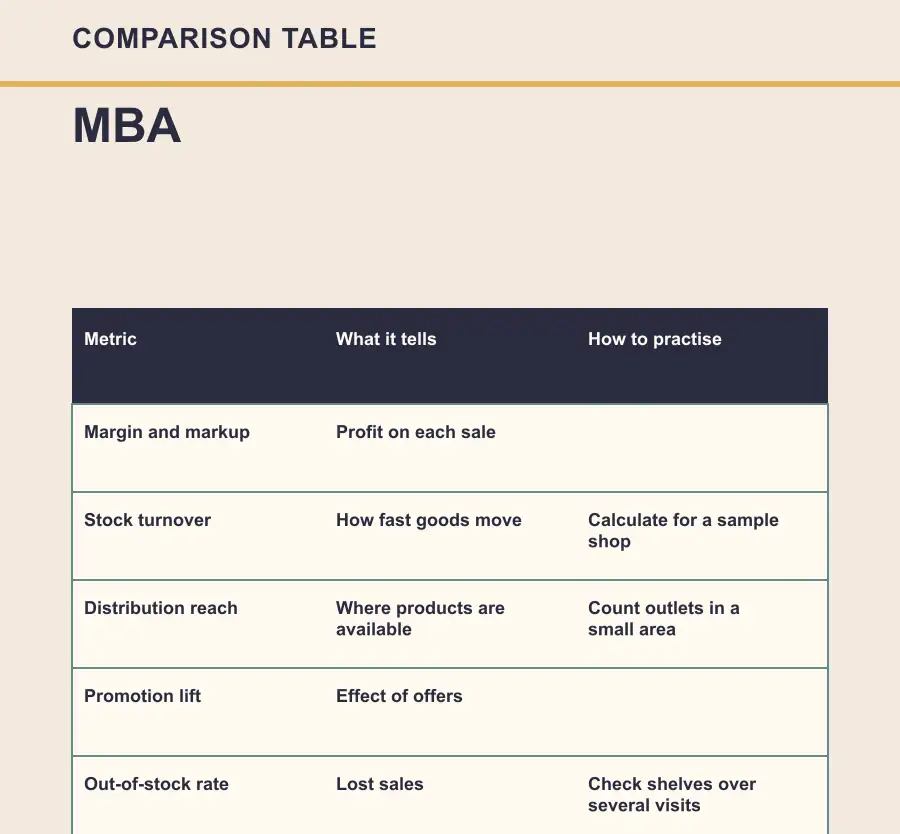 COMPARISON TABLE
MBA
Metric What it tells How to practise
Margin and markup Profit on each sale
Stock turnover How fast goods move Calculate for a sample
shop
Distribution reach Where products are Count outlets in a
available small area
Promotion lift Effect of offers
Out-of-stock rate Lost sales Check shelves over
several visits